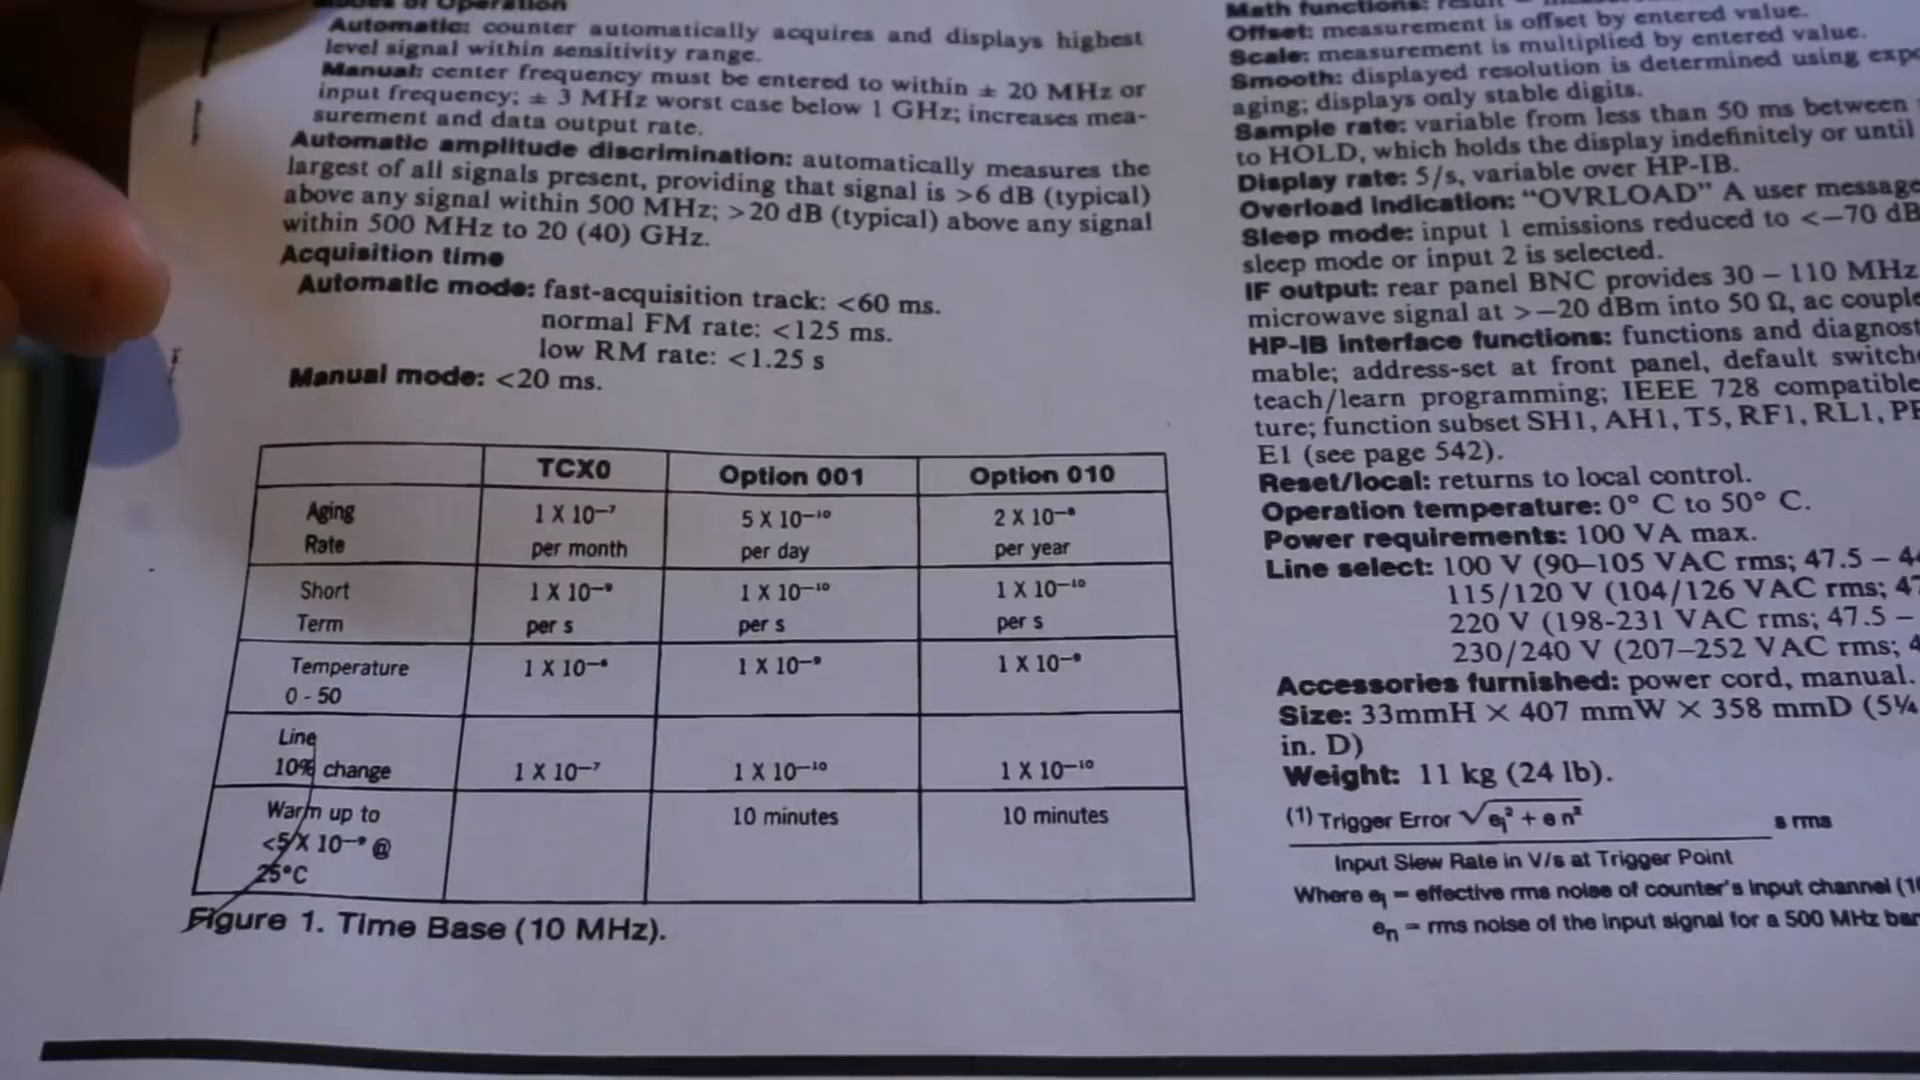 Modes of Operation
Automatic: counter automatically acquires and displays highest
level signal within sensitivity range.
Manual: center frequency must be entered to within ± 20 MHz or
input frequency; ± 3 MHz worst case below 1 GHz; increases mea-
surement and data output rate.
Automatic amplitude discrimination: automatically measures the
largest of all signals present, providing that signal is >6 dB (typical)
above any signal within 500 MHz; >20 dB (typical) above any signal
within 500 MHz to 20 (40) GHz.
Acquisition time
Automatic mode: fast-acquisition track: <60 ms.
normal FM rate: <125 ms.
low RM rate: <1.25 s
Manual mode: <20 ms.
TCX0 Option 001 Option 010
Aging 1 X 10⁻⁷ 5 X 10⁻¹⁰ 2 X 10
Rate per month per day per year
Short 1 X 10⁻⁹ 1 X 10⁻¹⁰ 1 X 10⁻¹⁰
Term per s per s per s
Temperature 1 X 10 1 X 10⁻⁹ 1 X 10⁻⁹
0 - 50
Line
10% change 1 X 10⁻⁷ 1 X 10⁻¹⁰ 1 X 10⁻¹⁰
Warm up to 10 minutes 10 minutes
<5 X 10⁻⁹ @
25°C
Figure 1. Time Base (10 MHz).
Math functions: result
Offset: measurement is offset by entered value.
Scale: measurement is multiplied by entered value.
Smooth: displayed resolution is determined using
aging; displays only stable digits.
Sample rate: variable from less than 50 ms between
to HOLD, which holds the display indefinitely or until
Display rate: 5/s, variable over HP-IB.
Overload indication: "OVRLOAD" A user message
Sleep mode: input 1 emissions reduced to <−70 dB
sleep mode or input 2 is selected.
IF output: rear panel BNC provides 30 – 110 MHz
microwave signal at >−20 dBm into 50 Ω, ac couple
HP-IB interface functions: functions and diagnost
mable; address-set at front panel, default switch
teach/learn programming; IEEE 728 compatible
ture; function subset SH1, AH1, T5, RF1, RL1,
E1 (see page 542).
Reset/local: returns to local control.
Operation temperature: 0° C to 50° C.
Power requirements: 100 VA max.
Line select: 100 V (90–105 VAC rms; 47.5 –
115/120 V (104/126 VAC rms;
220 V (198-231 VAC rms; 47.5 –
230/240 V (207–252 VAC rms;
Accessories furnished: power cord, manual.
Size: 33mmH × 407 mmW × 358 mmD (5¼
in. D)
Weight: 11 kg (24 lb).
(1) Trigger Error √eᵢ² + en² s rms
Input Slew Rate in V/s at Trigger Point
Where eᵢ = effective rms noise of counter's input channel
eₙ = rms noise of the input signal for a 500 MHz